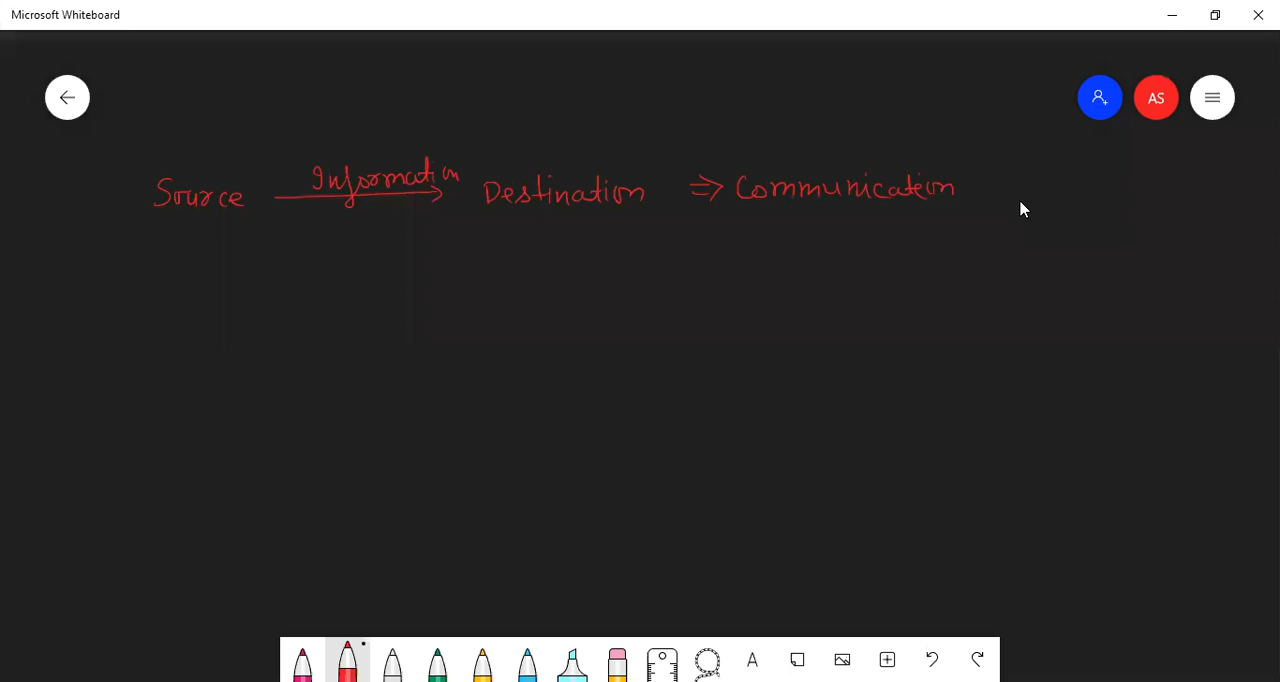 Microsoft Whiteboard
AS
Source Information Destination ⇒ Communication
A